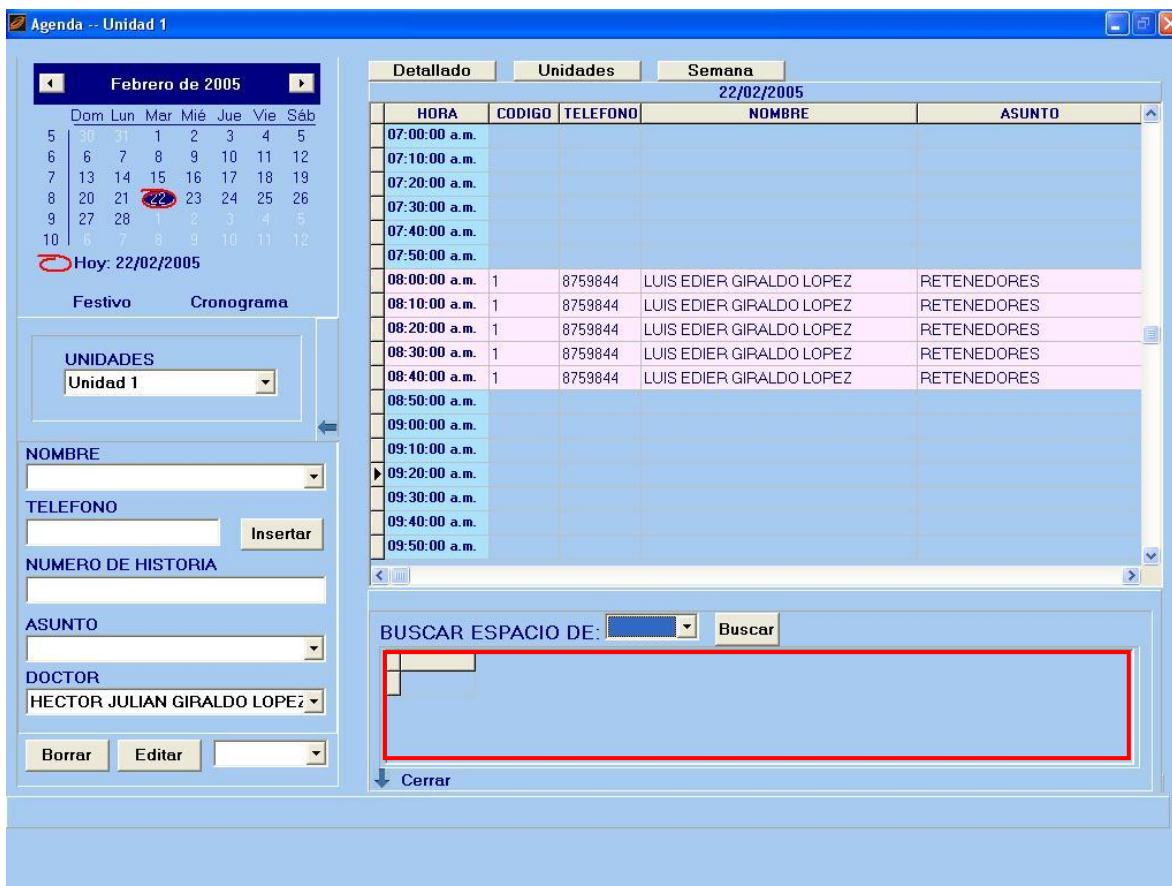 Agenda -- Unidad 1
Febrero de 2005
Dom Lun Mar Mié Jue Vie Sáb
5 30 31 1 2 3 4 5
6 6 7 8 9 10 11 12
7 13 14 15 16 17 18 19
8 20 21 22 23 24 25 26
9 27 28 1 2 3 4 5
10 6 7 8 9 10 11 12
Hoy: 22/02/2005
Festivo Cronograma
UNIDADES
Unidad 1
NOMBRE
TELEFONO
Insertar
NUMERO DE HISTORIA
ASUNTO
DOCTOR
HECTOR JULIAN GIRALDO LOPEZ
Borrar Editar
Detallado Unidades Semana
22/02/2005
HORA CODIGO TELEFONO NOMBRE ASUNTO
07:00:00 a.m.
07:10:00 a.m.
07:20:00 a.m.
07:30:00 a.m.
07:40:00 a.m.
07:50:00 a.m.
08:00:00 a.m. 1 8759844 LUIS EDIER GIRALDO LOPEZ RETENEDORES
08:10:00 a.m. 1 8759844 LUIS EDIER GIRALDO LOPEZ RETENEDORES
08:20:00 a.m. 1 8759844 LUIS EDIER GIRALDO LOPEZ RETENEDORES
08:30:00 a.m. 1 8759844 LUIS EDIER GIRALDO LOPEZ RETENEDORES
08:40:00 a.m. 1 8759844 LUIS EDIER GIRALDO LOPEZ RETENEDORES
08:50:00 a.m.
09:00:00 a.m.
09:10:00 a.m.
09:20:00 a.m.
09:30:00 a.m.
09:40:00 a.m.
09:50:00 a.m.
BUSCAR ESPACIO DE: Buscar
Cerrar